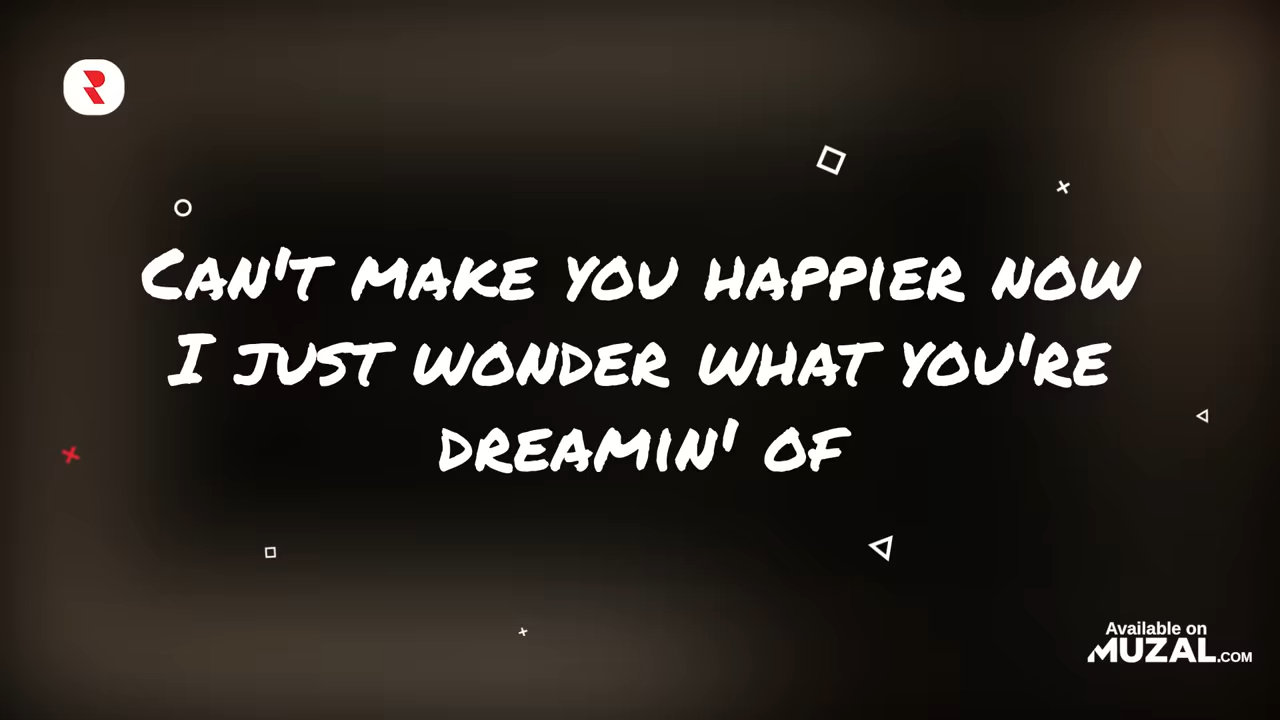 Can't make you happier now
I just wonder what you're
dreamin' of
Available on
MUZAL.COM